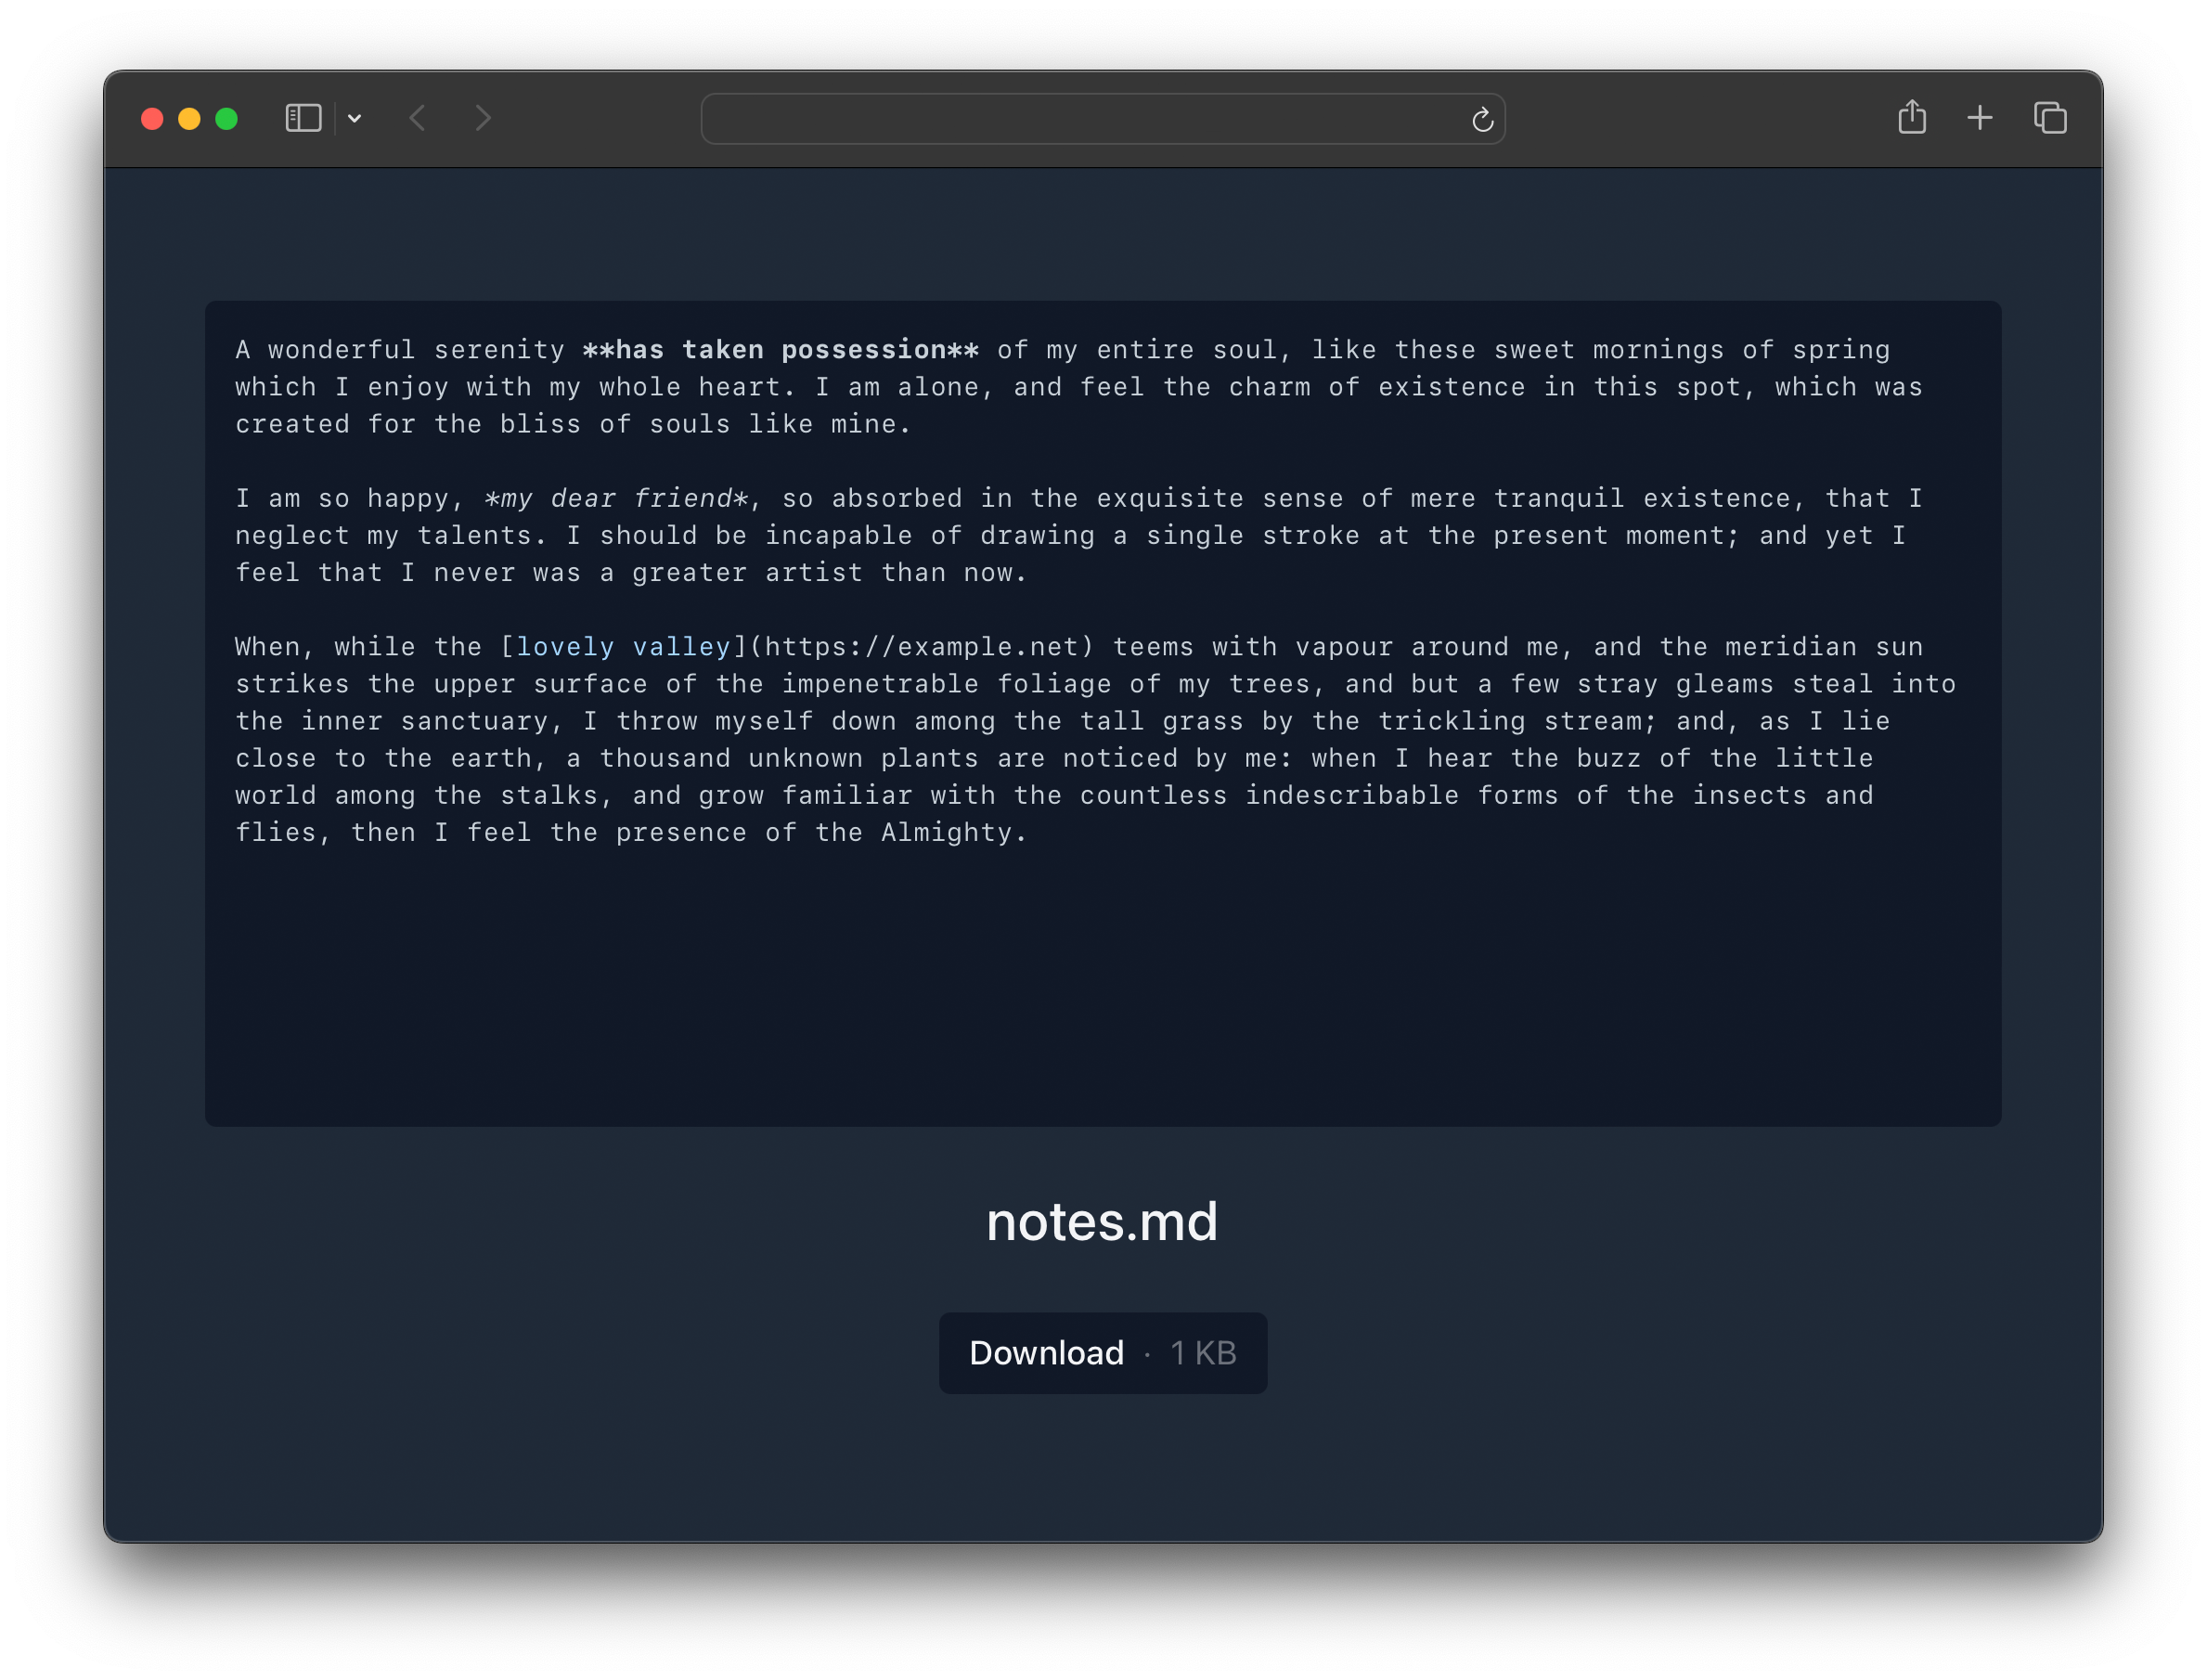 A wonderful serenity **has taken possession** of my entire soul, like these sweet mornings of spring
which I enjoy with my whole heart. I am alone, and feel the charm of existence in this spot, which was
created for the bliss of souls like mine.
I am so happy, *my dear friend*, so absorbed in the exquisite sense of mere tranquil existence, that I
neglect my talents. I should be incapable of drawing a single stroke at the present moment; and yet I
feel that I never was a greater artist than now.
When, while the [lovely valley](https://example.net) teems with vapour around me, and the meridian sun
strikes the upper surface of the impenetrable foliage of my trees, and but a few stray gleams steal into
the inner sanctuary, I throw myself down among the tall grass by the trickling stream; and, as I lie
close to the earth, a thousand unknown plants are noticed by me: when I hear the buzz of the little
world among the stalks, and grow familiar with the countless indescribable forms of the insects and
flies, then I feel the presence of the Almighty.
notes.md
Download · 1 KB